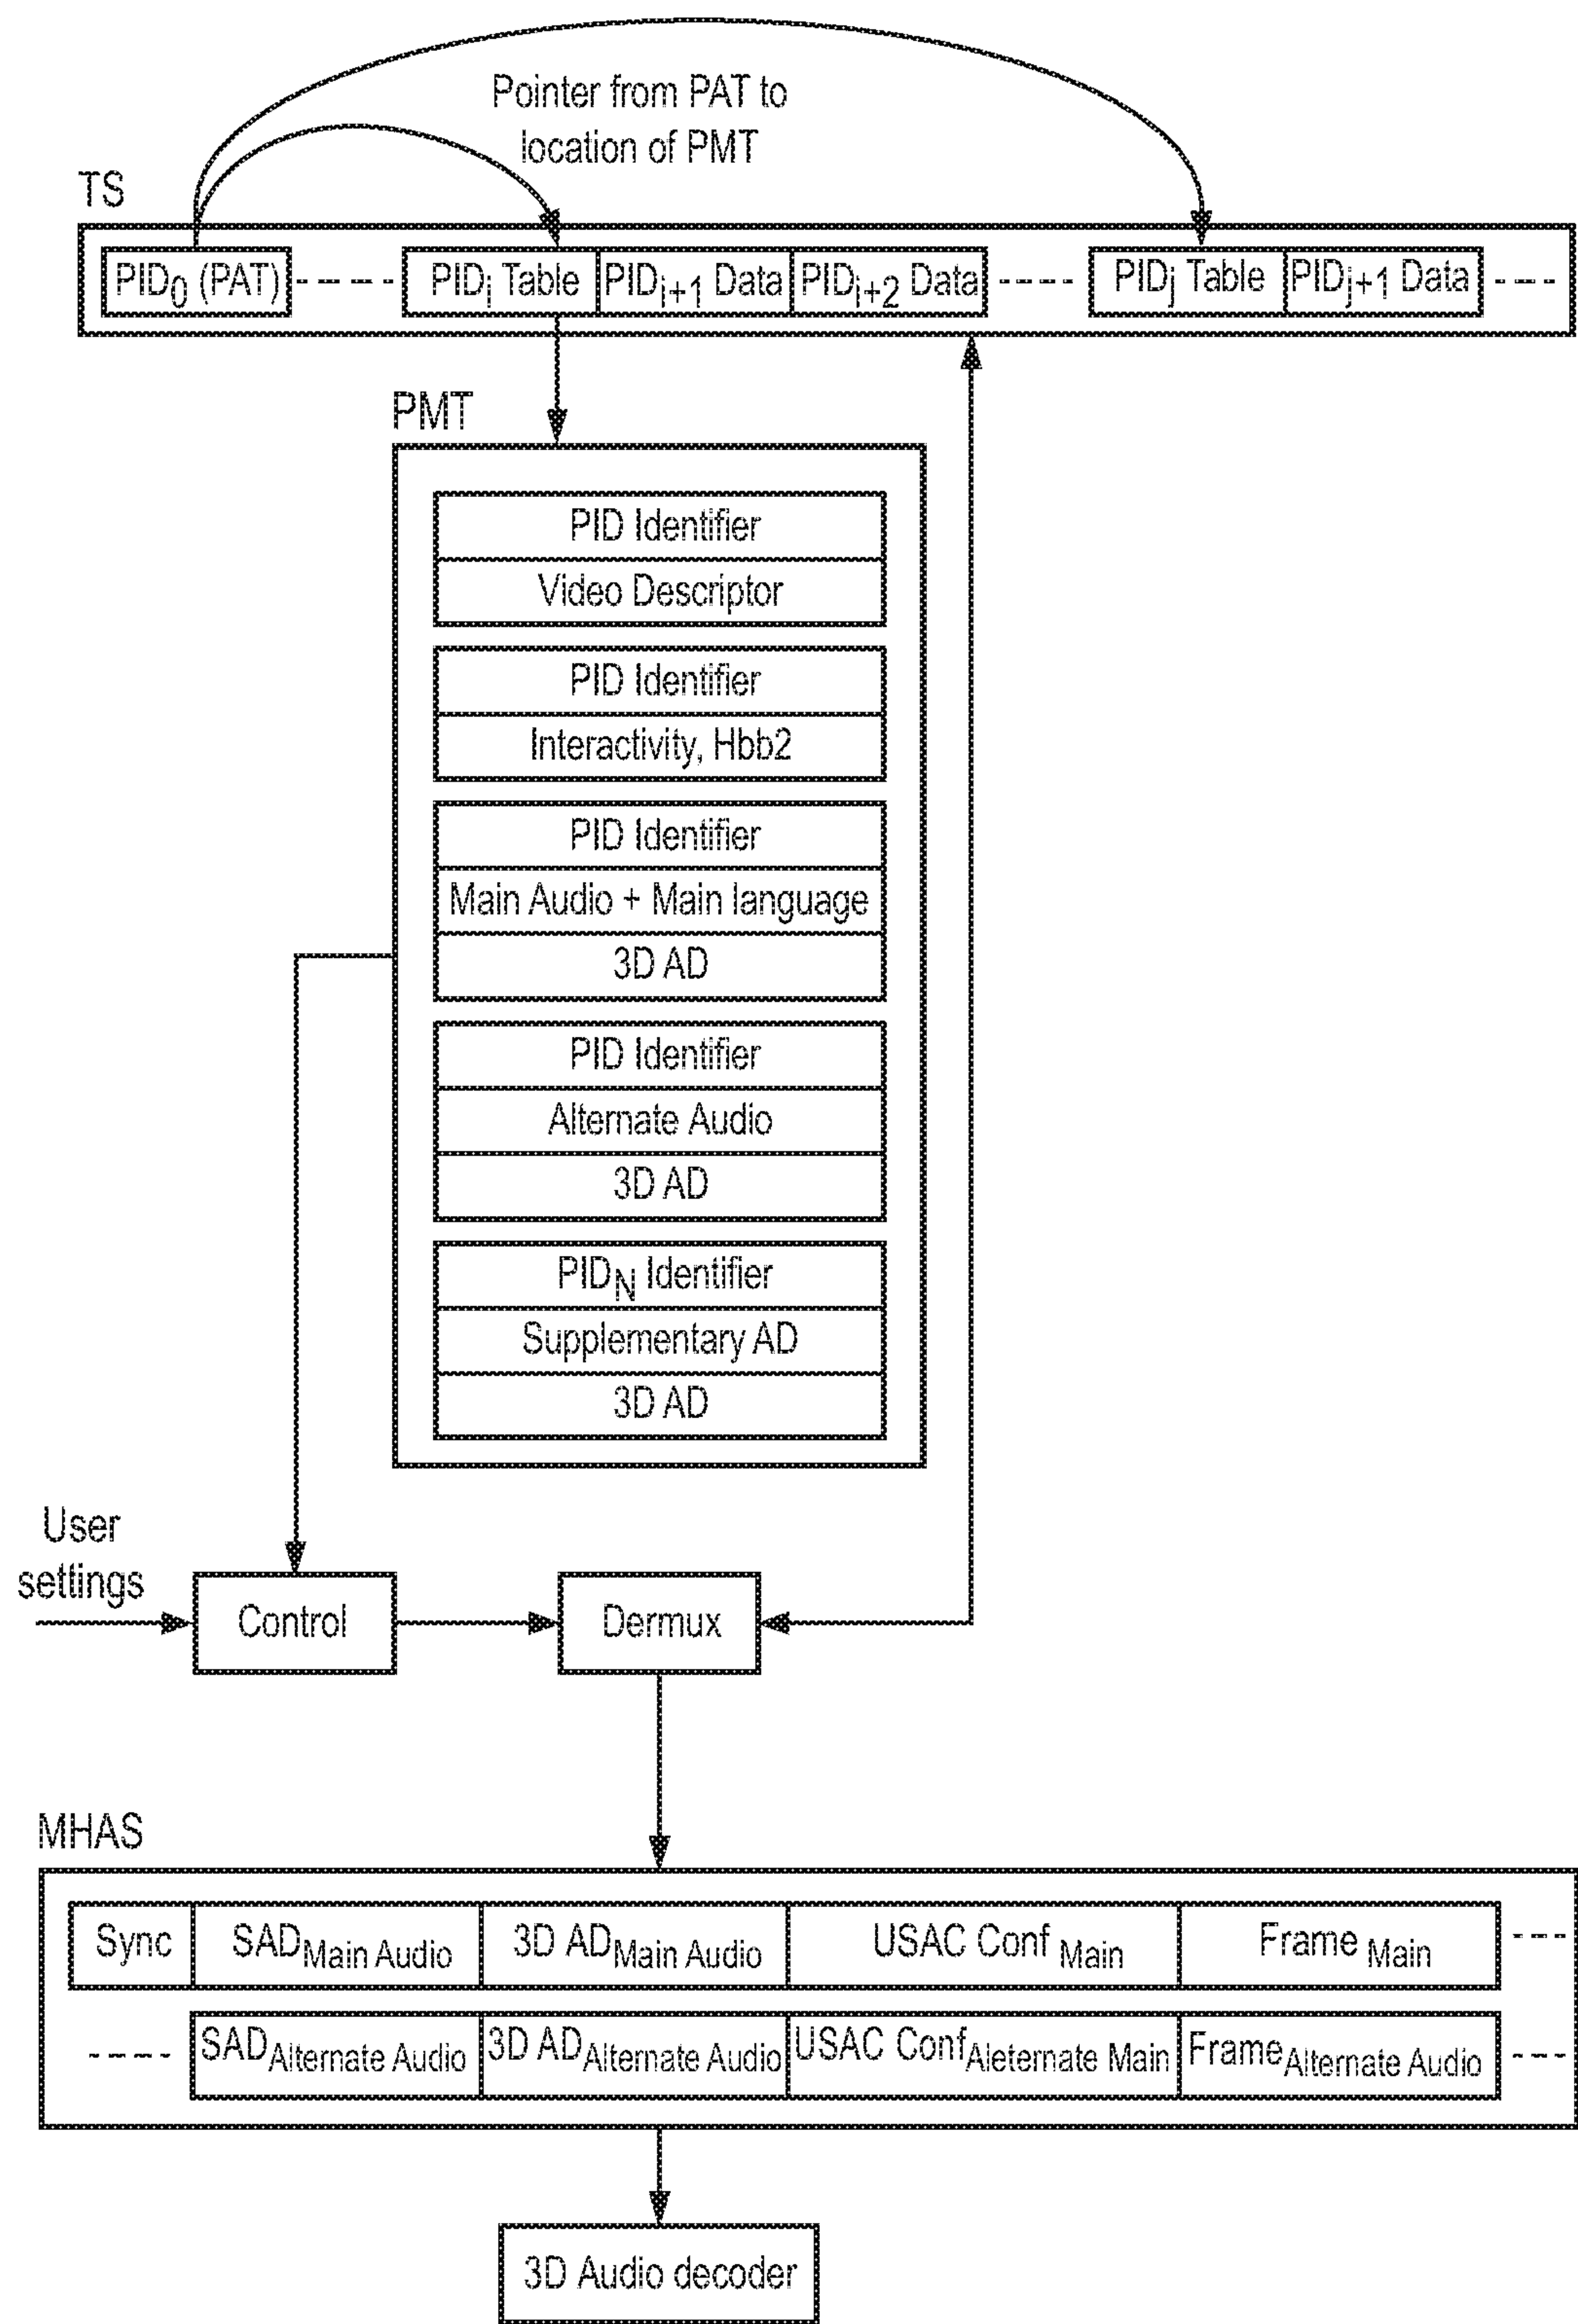 Pointer from PAT to
location of PMT
TS
PID0 (PAT) PIDi Table PIDi+1 Data PIDi+2 Data PIDj Table PIDj+1 Data
PMT
PID Identifier
Video Descriptor
PID Identifier
Interactivity, Hbb2
PID Identifier
Main Audio + Main language
3D AD
PID Identifier
Alternate Audio
3D AD
PIDN Identifier
Supplementary AD
3D AD
User
settings
Control
Dermux
MHAS
Sync SADMain Audio 3D ADMain Audio USAC Conf Main Frame Main
SADAlternate Audio 3D ADAlternate Audio USAC ConfAleternate Main FrameAlternate Audio
3D Audio decoder